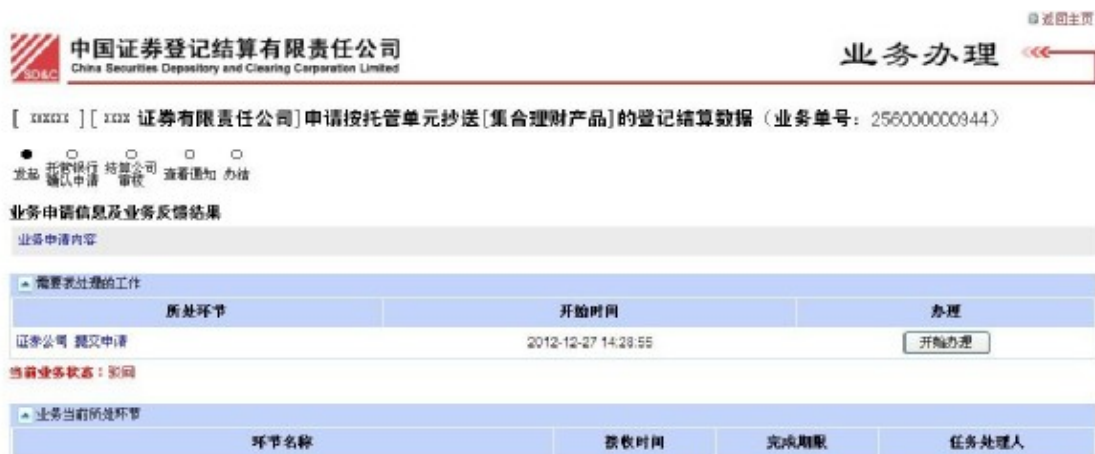 返回主页
中国证券登记结算有限责任公司
China Securities Depository and Clearing Corporation Limited
SD&C
业务办理
[ xxxxx ][ xxx 证券有限责任公司]申请按托管单元抄送[集合理财产品]的登记结算数据（业务单号：256000000944）
发起 托管银行确认申请 结算公司审核 查看通知 办结
业务申请信息及业务反馈结果
业务申请内容
需要我处理的工作
所处环节 开始时间 办理
证券公司 提交申请 2012-12-27 14:28:55 开始办理
当前业务状态：驳回
业务当前所处环节
环节名称 接收时间 完成期限 任务处理人